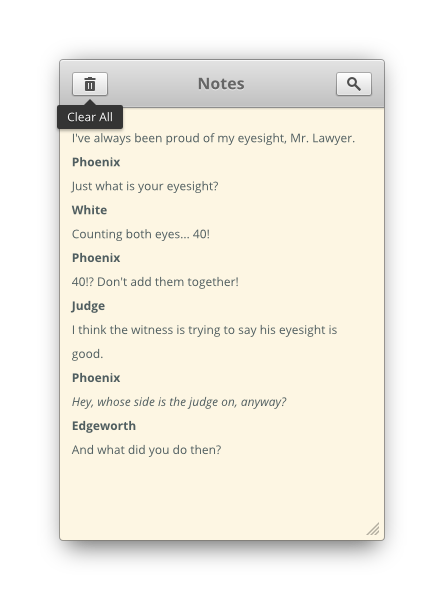 Notes
Clear All
I've always been proud of my eyesight, Mr. Lawyer.
Phoenix
Just what is your eyesight?
White
Counting both eyes... 40!
Phoenix
40!? Don't add them together!
Judge
I think the witness is trying to say his eyesight is
good.
Phoenix
Hey, whose side is the judge on, anyway?
Edgeworth
And what did you do then?